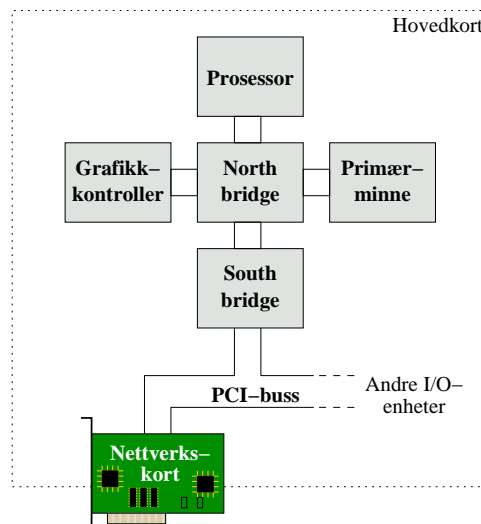 Hovedkort
Prosessor
Grafikk–
kontroller
North
bridge
Primær–
minne
South
bridge
PCI–buss
Andre I/O–
enheter
Nettverks–
kort